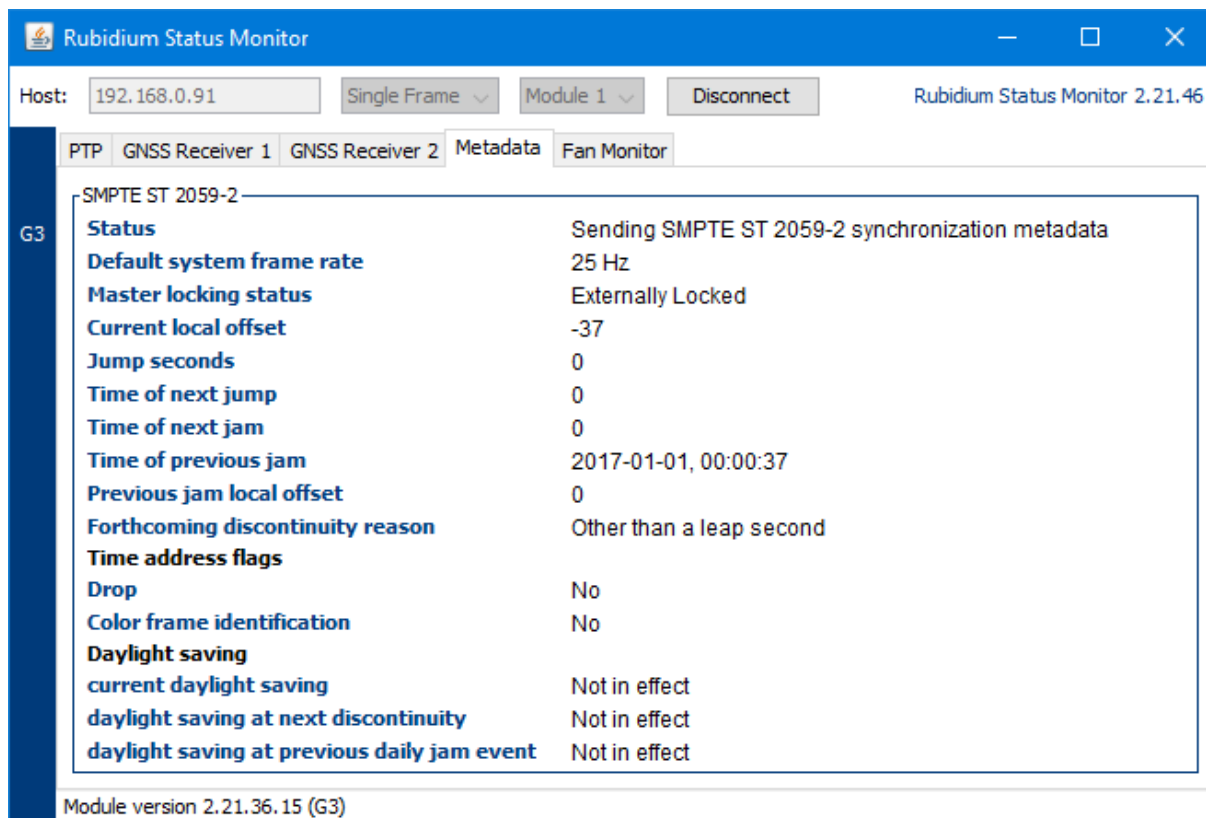 Rubidium Status Monitor
Host: 192.168.0.91 Single Frame Module 1 Disconnect Rubidium Status Monitor 2.21.46
PTP GNSS Receiver 1 GNSS Receiver 2 Metadata Fan Monitor
SMPTE ST 2059-2
G3
Status Sending SMPTE ST 2059-2 synchronization metadata
Default system frame rate 25 Hz
Master locking status Externally Locked
Current local offset -37
Jump seconds 0
Time of next jump 0
Time of next jam 0
Time of previous jam 2017-01-01, 00:00:37
Previous jam local offset 0
Forthcoming discontinuity reason Other than a leap second
Time address flags
Drop No
Color frame identification No
Daylight saving
current daylight saving Not in effect
daylight saving at next discontinuity Not in effect
daylight saving at previous daily jam event Not in effect
Module version 2.21.36.15 (G3)